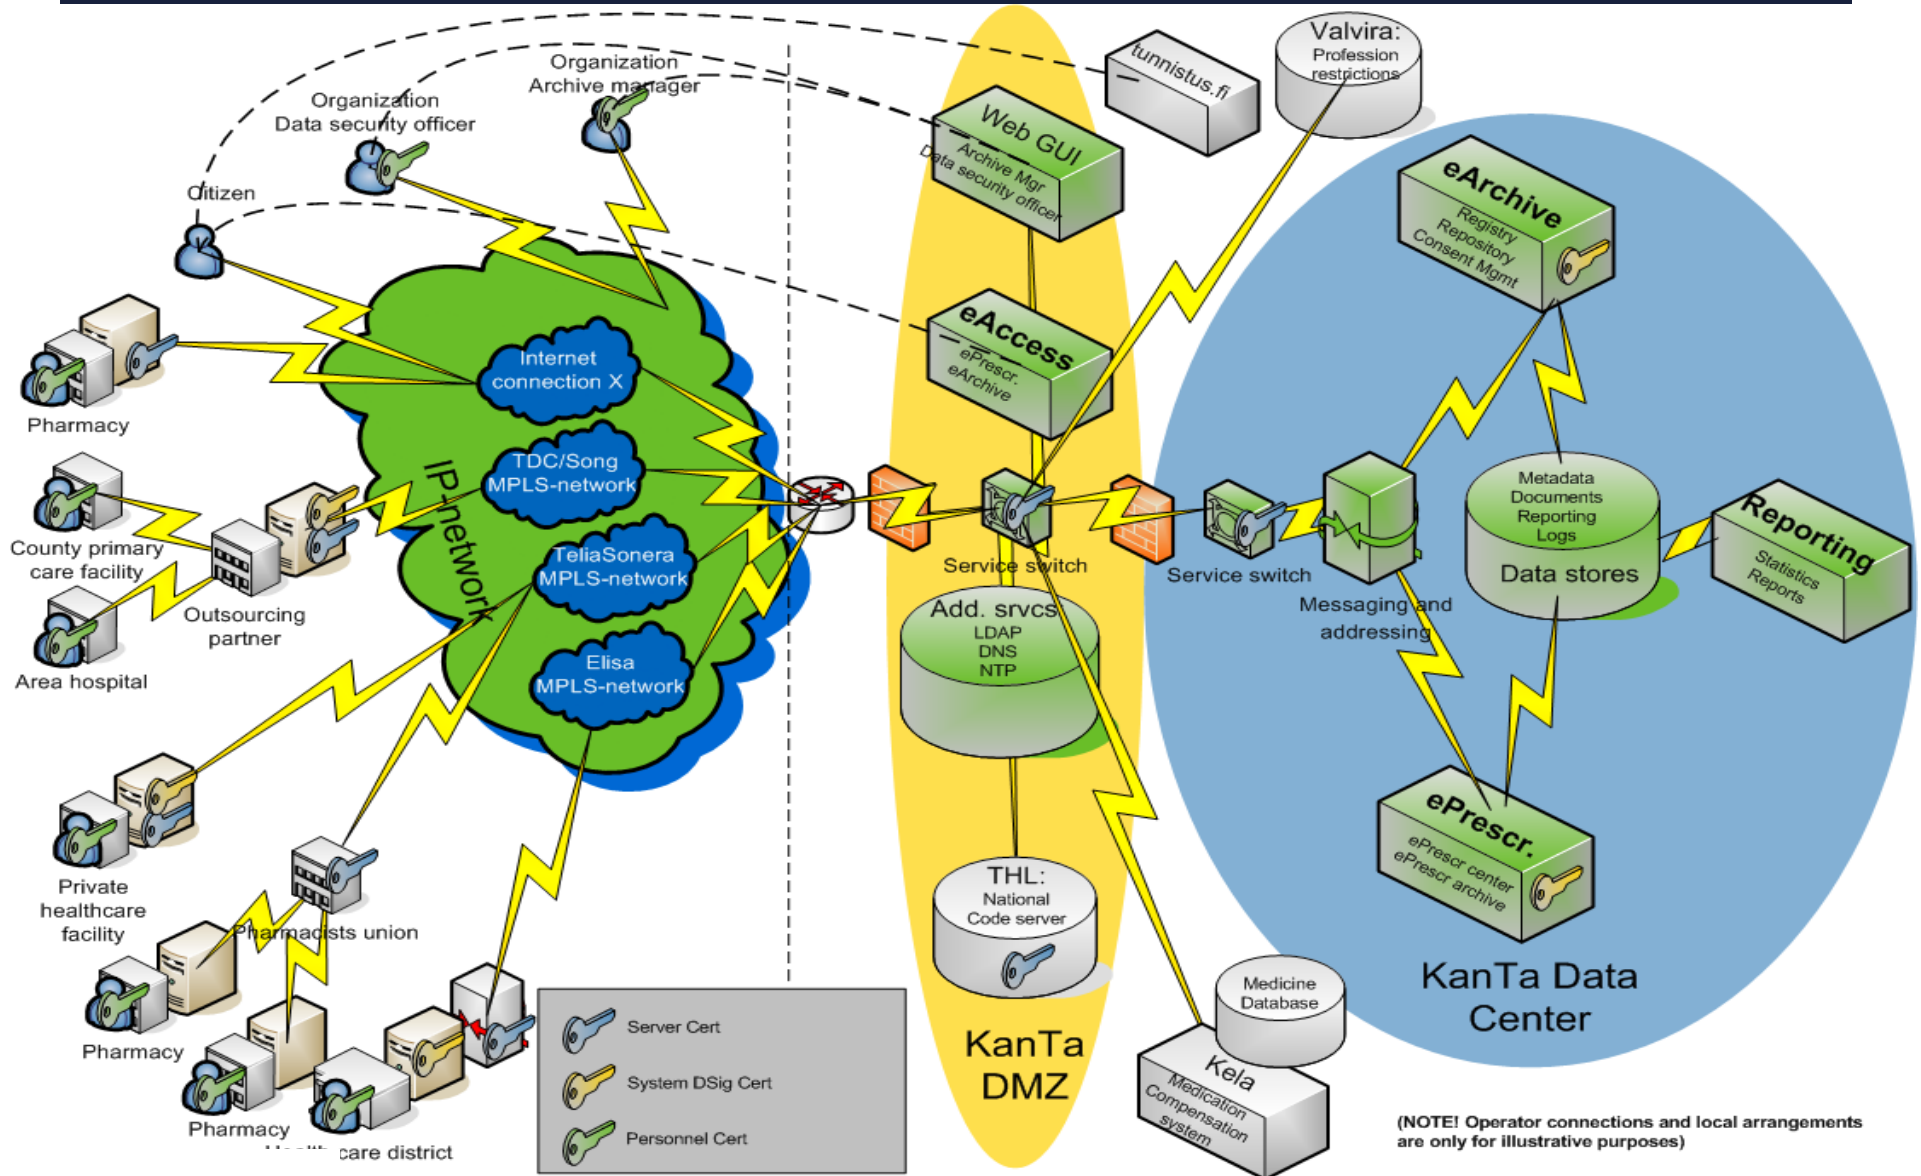 Organization
Archive manager
Organization
Data security officer
Citizen
Pharmacy
County primary
care facility
Area hospital
Outsourcing
partner
Private
healthcare
facility
Pharmacists union
Pharmacy
Pharmacy
care district
IP-network
Internet
connection X
TDC/Song
MPLS-network
TeliaSonera
MPLS-network
Elisa
MPLS-network
Server Cert
System DSig Cert
Personnel Cert
Web GUI
Archive Mgr
Data security officer
eAccess
ePrescr.
eArchive
Service switch
Add. srvcs
LDAP
DNS
NTP
THL:
National
Code server
KanTa
DMZ
tunnistus.fi
Valvira:
Profession
restrictions
eArchive
Registry
Repository
Consent Mgmt
Service switch
Messaging and
addressing
Metadata
Documents
Reporting
Logs
Data stores
Reporting
Statistics
Reports
ePrescr.
ePrescr center
ePrescr archive
KanTa Data
Center
Medicine
Database
Kela
Medication
Compensation
system
(NOTE! Operator connections and local arrangements
are only for illustrative purposes)